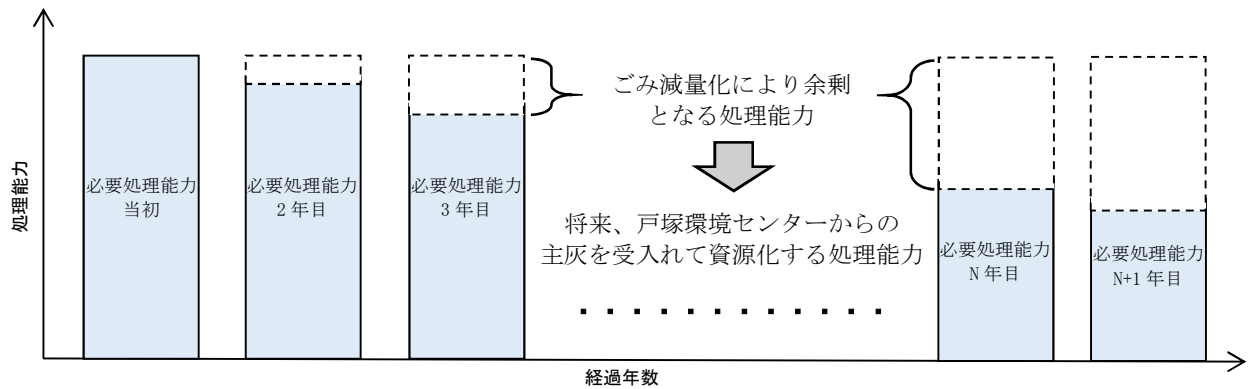 処理能力
必要処理能力
当初
必要処理能力
2 年目
必要処理能力
3 年目
ごみ減量化により余剰
となる処理能力
将来、戸塚環境センターからの
主灰を受入れて資源化する処理能力
・・・・・・・・・・・・
必要処理能力
N 年目
必要処理能力
N+1 年目
経過年数